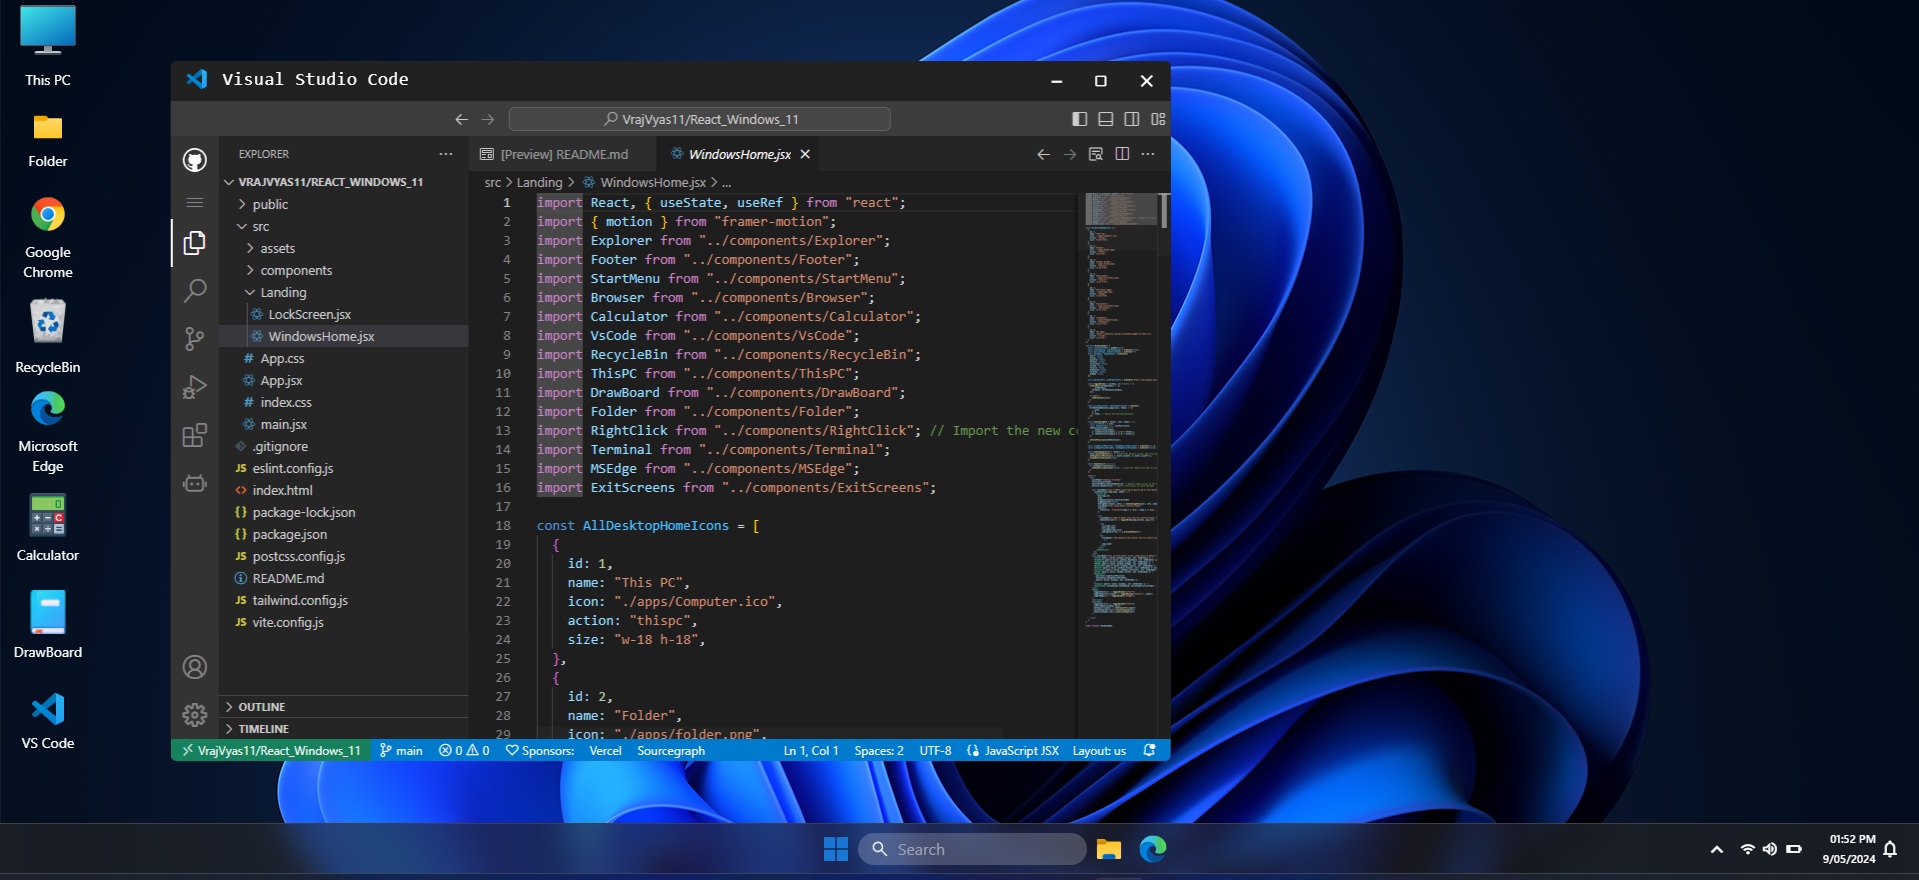 This PC
Folder
Google
Chrome
RecycleBin
Microsoft
Edge
0
Calculator
DrawBoard
VS Code
Visual Studio Code
VrajVyas11/React_Windows_11
EXPLORER
VRAJVYAS11/REACT_WINDOWS_11
public
src
assets
components
Landing
LockScreen.jsx
WindowsHome.jsx
# App.css
App.jsx
# index.css
main.jsx
.gitignore
JS eslint.config.js
<> index.html
{} package-lock.json
{} package.json
JS postcss.config.js
README.md
JS tailwind.config.js
JS vite.config.js
OUTLINE
TIMELINE
[Preview] README.md
WindowsHome.jsx
src > Landing > WindowsHome.jsx > ...
1 import React, { useState, useRef } from "react";
2 import { motion } from "framer-motion";
3 import Explorer from "../components/Explorer";
4 import Footer from "../components/Footer";
5 import StartMenu from "../components/StartMenu";
6 import Browser from "../components/Browser";
7 import Calculator from "../components/Calculator";
8 import VsCode from "../components/VsCode";
9 import RecycleBin from "../components/RecycleBin";
10 import ThisPC from "../components/ThisPC";
11 import DrawBoard from "../components/DrawBoard";
12 import Folder from "../components/Folder";
13 import RightClick from "../components/RightClick"; // Import the new c
14 import Terminal from "../components/Terminal";
15 import MSEdge from "../components/MSEdge";
16 import ExitScreens from "../components/ExitScreens";
17
18 const AllDesktopHomeIcons = [
19 {
20 id: 1,
21 name: "This PC",
22 icon: "./apps/Computer.ico",
23 action: "thispc",
24 size: "w-18 h-18",
25 },
26 {
27 id: 2,
28 name: "Folder",
29 icon: "./apps/folder.png",
VrajVyas11/React_Windows_11 main 0 0 Sponsors: Vercel Sourcegraph Ln 1, Col 1 Spaces: 2 UTF-8 JavaScript JSX Layout: us
Search
01:52 PM
9/05/2024